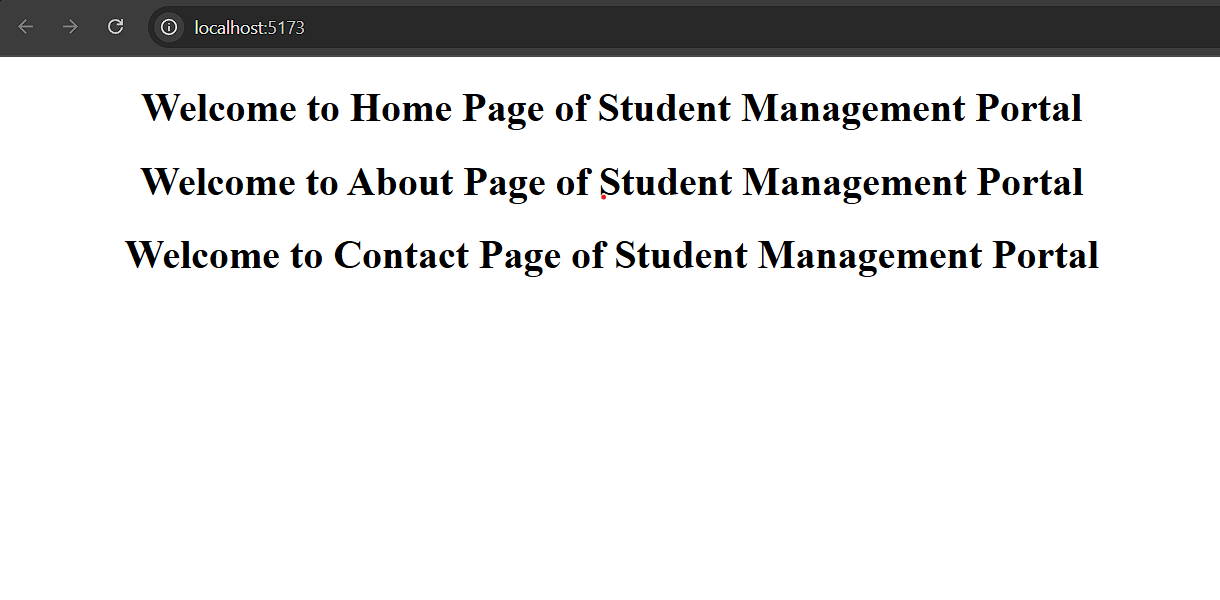 localhost:5173
Welcome to Home Page of Student Management Portal
Welcome to About Page of Student Management Portal
Welcome to Contact Page of Student Management Portal